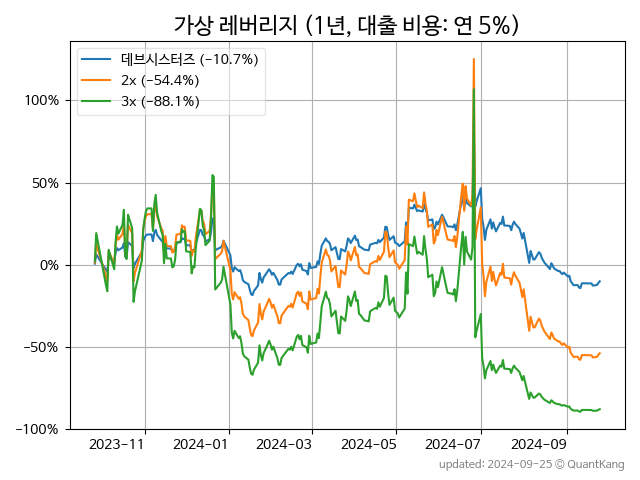 가상 레버리지 (1년, 대출 비용: 연 5%)
데브시스터즈 (−10.7%)
2x (−54.4%)
3x (−88.1%)
100%
50%
0%
−50%
−100%
2023-11 2024-01 2024-03 2024-05 2024-07 2024-09
updated: 2024-09-25 © QuantKang